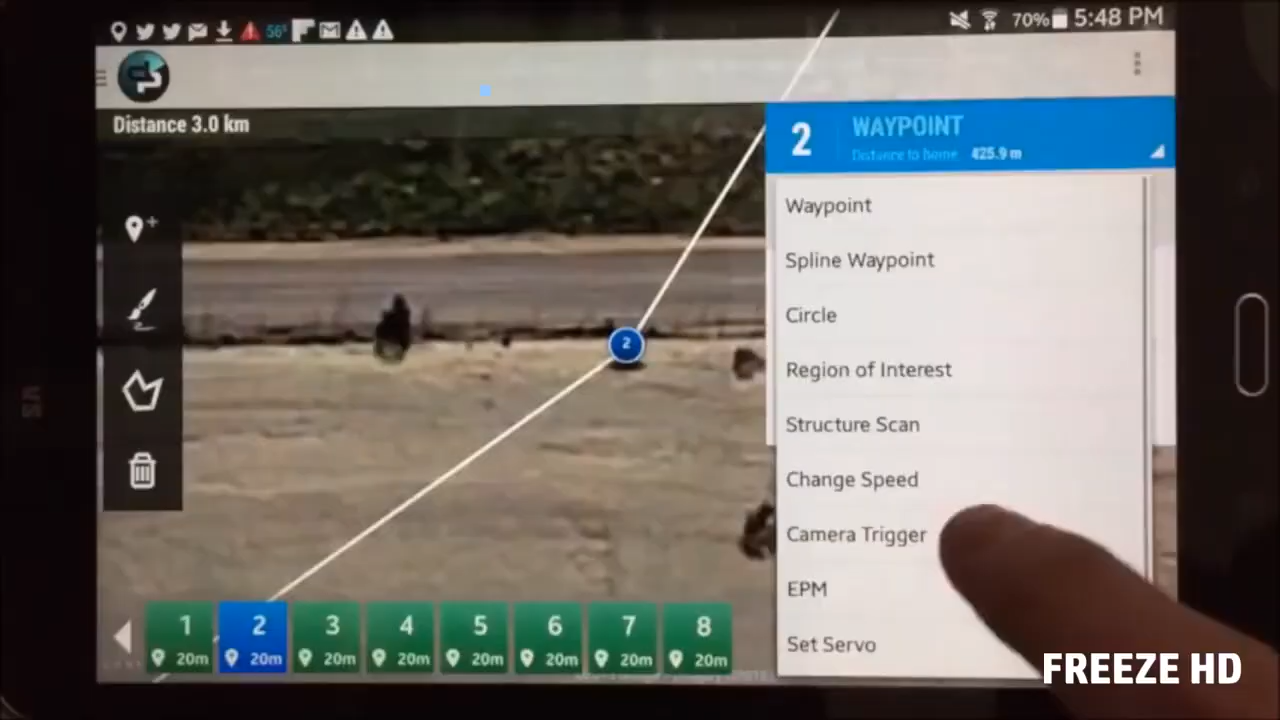 56°
70% 5:48 PM
Distance 3.0 km
2 WAYPOINT
Distance to home 425.9 m
Waypoint
Spline Waypoint
Circle
Region of Interest
Structure Scan
Change Speed
Camera Trigger
EPM
Set Servo
2
1 2 3 4 5 6 7 8
20m 20m 20m 20m 20m 20m 20m 20m
FREEZE HD